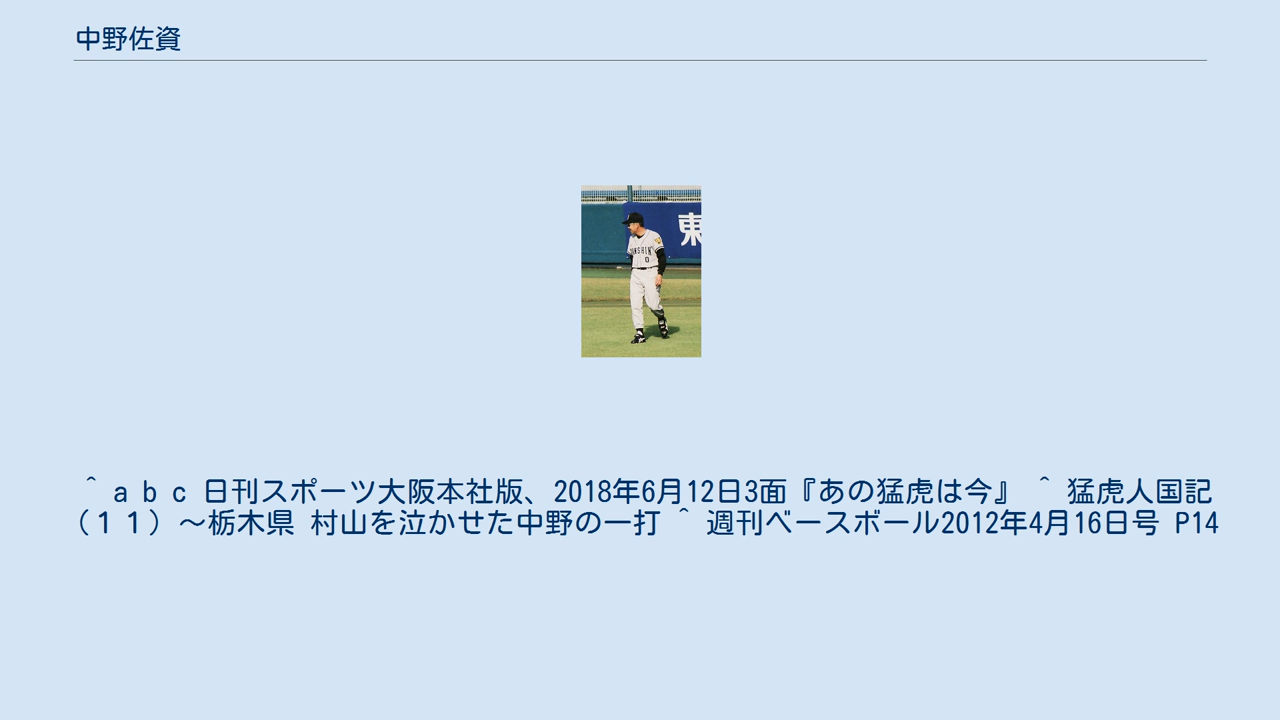 中野佐資
東
HANSHIN
0
＾ a b c 日刊スポーツ大阪本社版、2018年6月12日3面『あの猛虎は今』 ＾ 猛虎人国記
（１１）～栃木県 村山を泣かせた中野の一打 ＾ 週刊ベースボール2012年4月16日号 P14